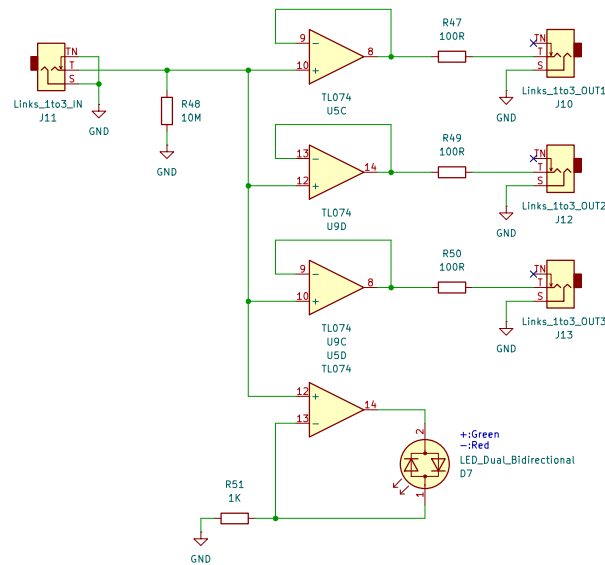 R47
100R
9
8
10
TL074
U5C
TN
T
S
Links_1to3_OUT1
J10
GND
TN
T
S
Links_1to3_IN
J11
GND
R48
10M
GND
R49
100R
13
14
12
TL074
U9D
TN
T
S
Links_1to3_OUT2
J12
GND
R50
100R
9
8
10
TL074
U9C
TN
T
S
Links_1to3_OUT3
J13
GND
U5D
TL074
12
14
13
2
1
+:Green
-:Red
LED_Dual_Bidirectional
D7
R51
1K
GND